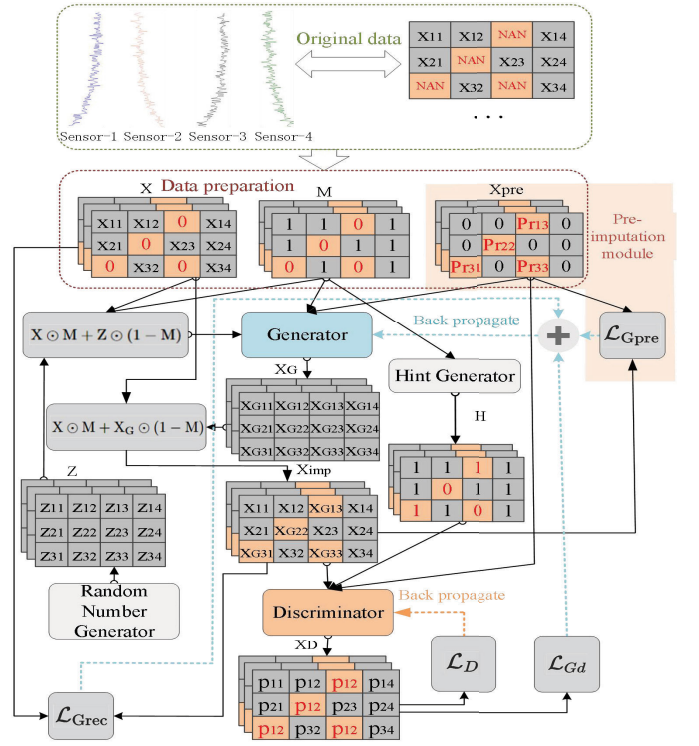 Original data
X11 X12 NAN X14
X21 NAN X23 X24
NAN X32 NAN X34
...
Sensor-1 Sensor-2 Sensor-3 Sensor-4
X M Xpre
Data preparation
X11 X12 0 X14
X21 0 X23 X24
0 X32 0 X34
1 1 0 1
1 0 1 1
0 1 0 1
0 0 Pr13 0
0 Pr22 0 0
Pr31 0 Pr33 0
Pre-
imputation
module
X ⊙ M + Z ⊙ (1 − M)
Generator
Back propagate
+
ℒGpre
XG
Hint Generator
X ⊙ M + XG ⊙ (1 − M)
XG11 XG12 XG13 XG14
XG21 XG22 XG23 XG24
XG31 XG32 XG33 XG34
H
1 1 1 1
1 0 1 1
1 1 0 1
Z
Z11 Z12 Z13 Z14
Z21 Z22 Z23 Z24
Z31 Z32 Z33 Z34
Ximp
X11 X12 XG13 X14
X21 XG22 X23 X24
XG31 X32 XG33 X34
Random
Number
Generator
Discriminator
Back propagate
XD
p11 p12 p12 p14
p21 p12 p23 p24
p12 p32 p12 p34
ℒD
ℒGd
ℒGrec